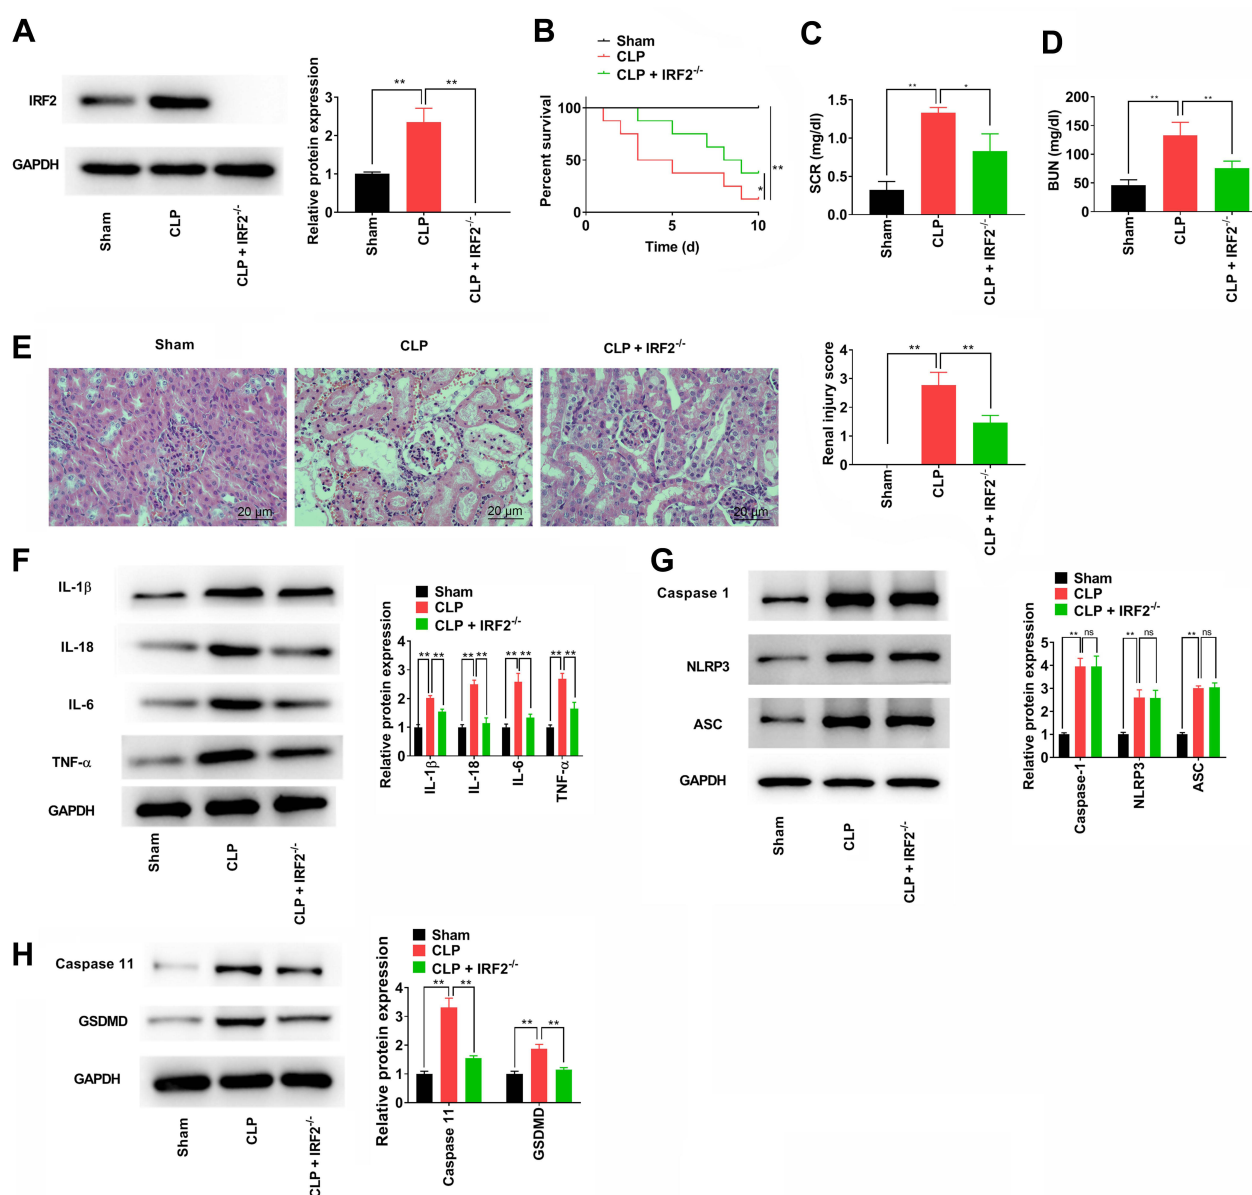 A
IRF2
GAPDH
Sham
CLP
CLP + IRF2-/-
Relative protein expression
4
3
2
1
0
**
**
Sham
CLP
CLP + IRF2-/-
B
Sham
CLP
CLP + IRF2-/-
Percent survival
100
50
0
0
5
10
Time (d)
*
**
C
SCR (mg/dl)
1.5
1.0
0.5
0.0
**
*
Sham
CLP
CLP + IRF2-/-
D
BUN (mg/dl)
200
150
100
50
0
**
**
Sham
CLP
CLP + IRF2-/-
E
Sham
CLP
CLP + IRF2-/-
20 µm
20 µm
20 µm
Renal injury score
4
3
2
1
0
**
**
Sham
CLP
CLP + IRF2-/-
F
IL-1β
IL-18
IL-6
TNF-α
GAPDH
Sham
CLP
CLP + IRF2-/-
Sham
CLP
CLP + IRF2-/-
Relative protein expression
4
3
2
1
0
** **
** **
** **
** **
IL-1β
IL-18
IL-6
TNF-α
G
Caspase 1
NLRP3
ASC
GAPDH
Sham
CLP
CLP + IRF2-/-
Sham
CLP
CLP + IRF2-/-
Relative protein expression
5
4
3
2
1
0
** ns
** ns
** ns
Caspase-1
NLRP3
ASC
H
Caspase 11
GSDMD
GAPDH
Sham
CLP
CLP + IRF2-/-
Sham
CLP
CLP + IRF2-/-
Relative protein expression
4
3
2
1
0
** **
** **
Caspase 11
GSDMD